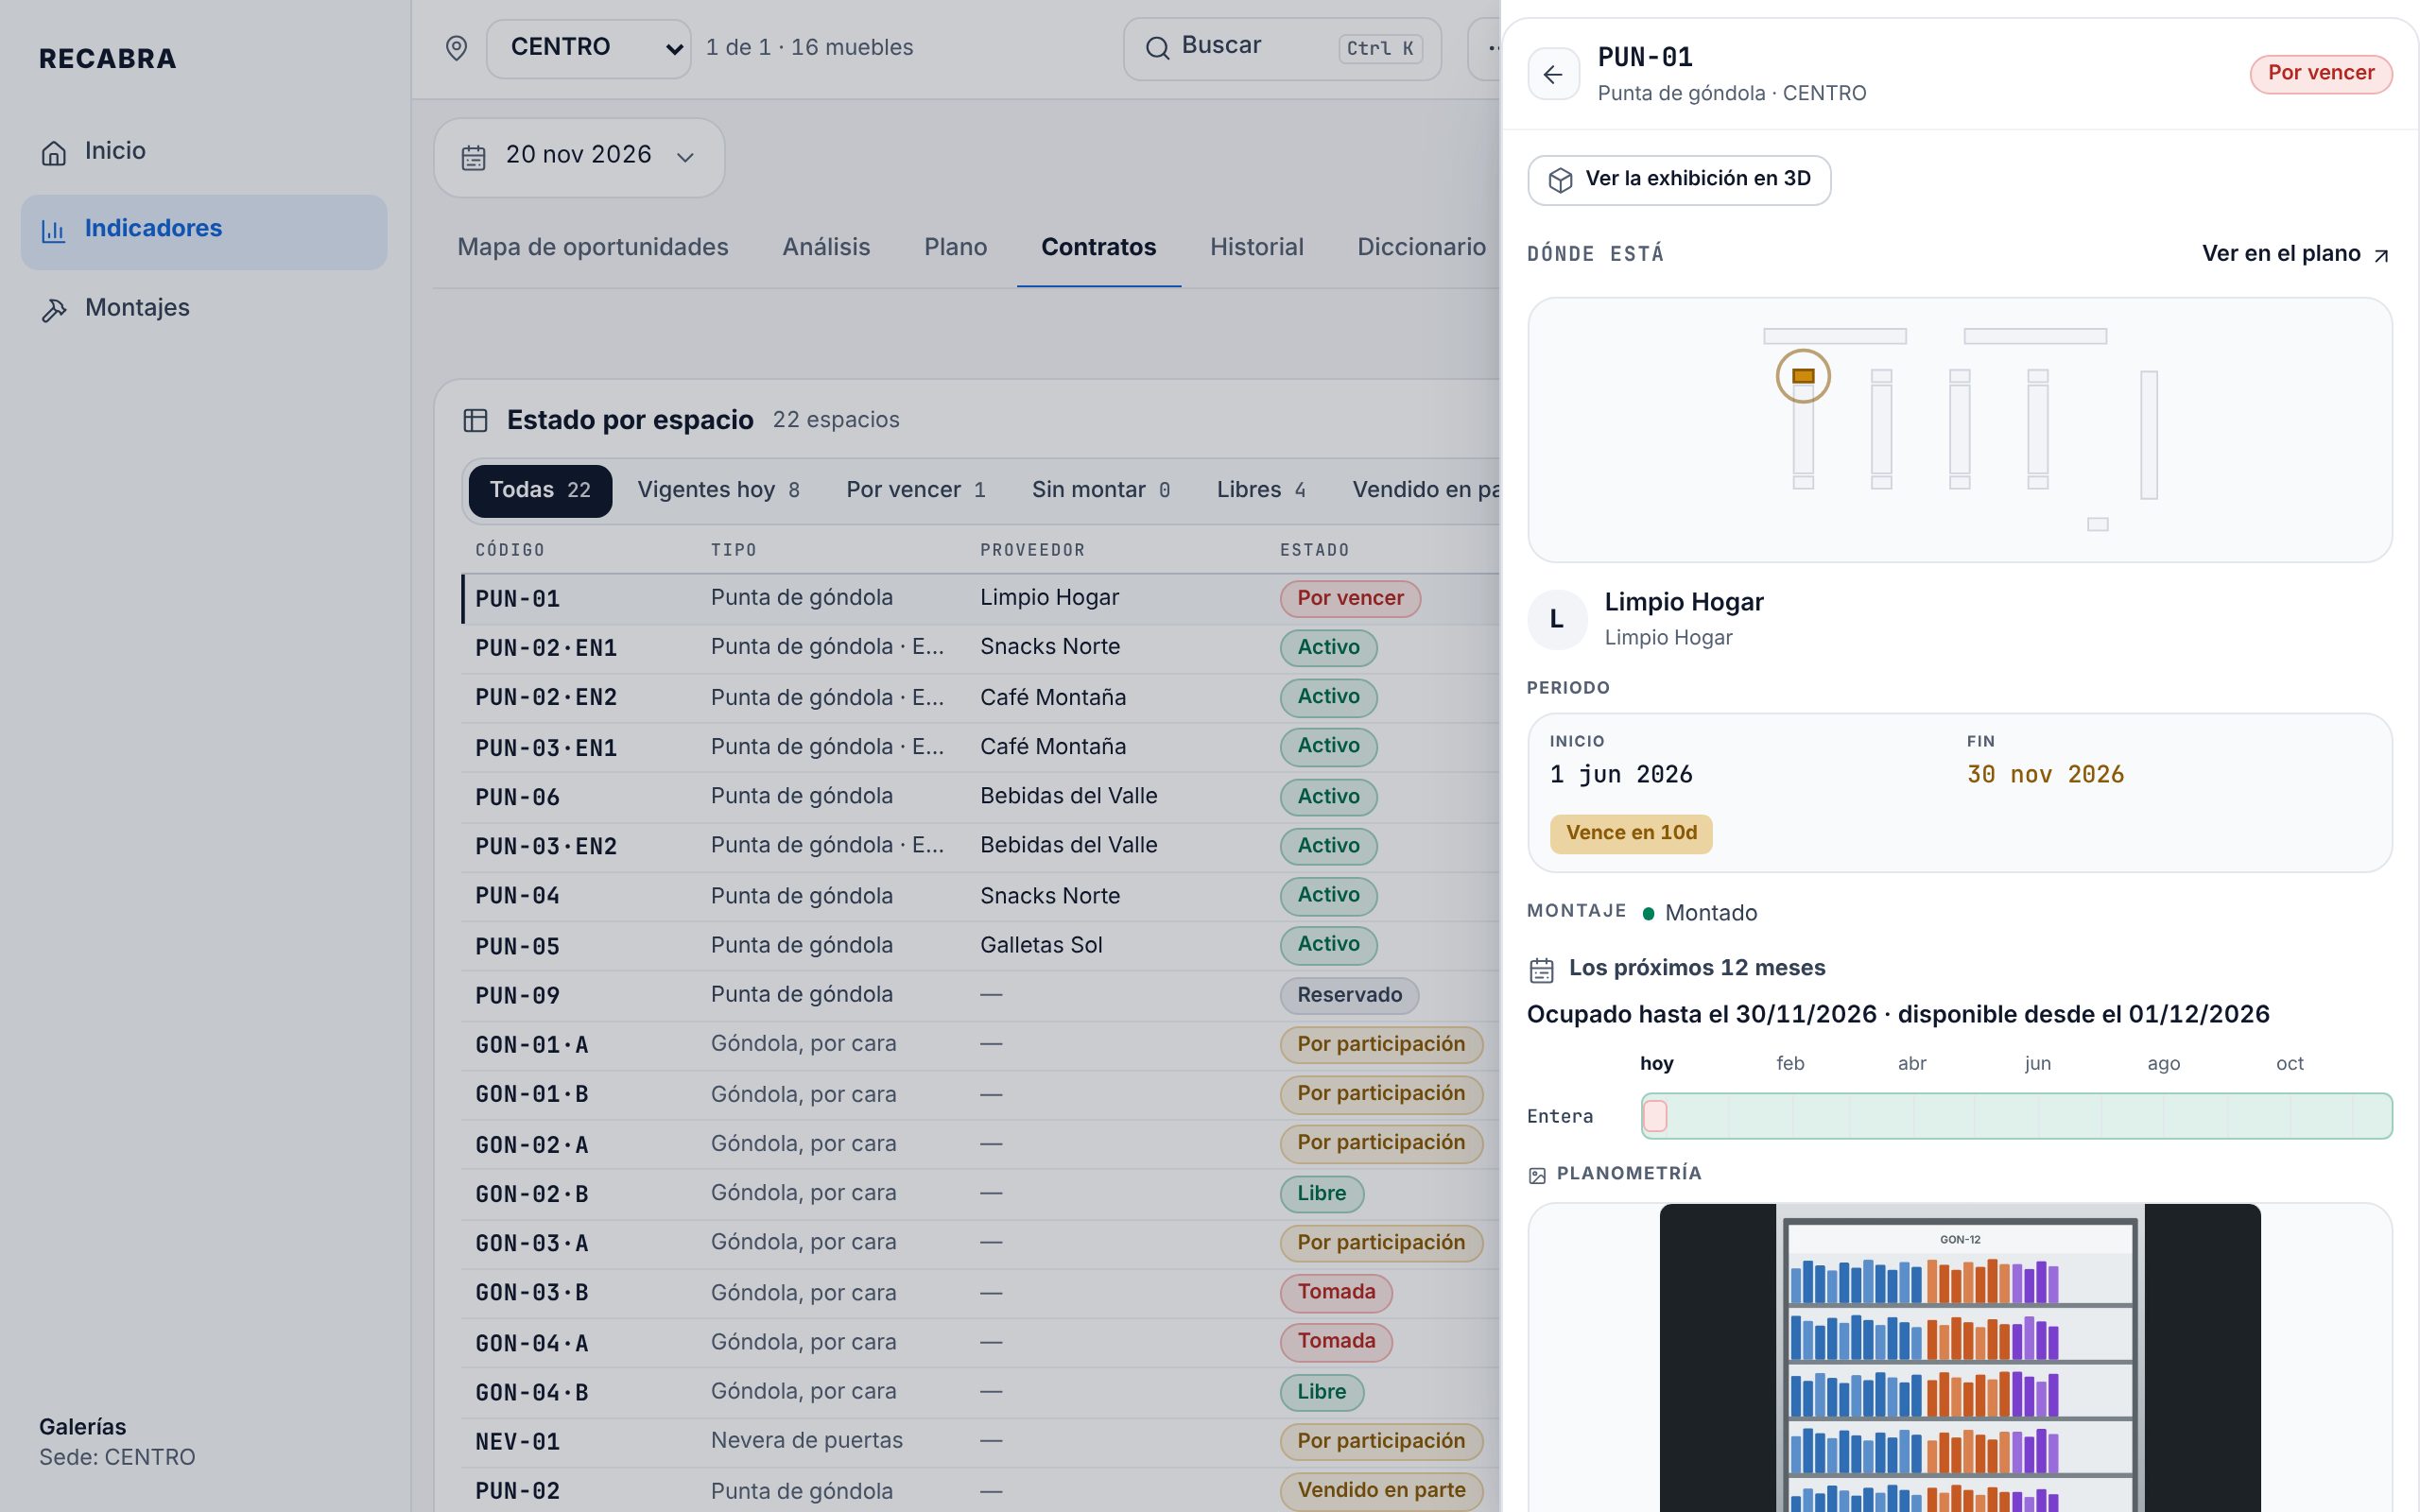 RECABRA
Inicio
Indicadores
Montajes
Galerías
Sede: CENTRO
CENTRO
1 de 1 · 16 muebles
Buscar
Ctrl K
20 nov 2026
Mapa de oportunidades
Análisis
Plano
Contratos
Historial
Diccionario
Estado por espacio 22 espacios
Todas 22
Vigentes hoy 8
Por vencer 1
Sin montar 0
Libres 4
Vendido en pa
CÓDIGO TIPO PROVEEDOR ESTADO
PUN-01 Punta de góndola Limpio Hogar Por vencer
PUN-02·EN1 Punta de góndola · E... Snacks Norte Activo
PUN-02·EN2 Punta de góndola · E... Café Montaña Activo
PUN-03·EN1 Punta de góndola · E... Café Montaña Activo
PUN-06 Punta de góndola Bebidas del Valle Activo
PUN-03·EN2 Punta de góndola · E... Bebidas del Valle Activo
PUN-04 Punta de góndola Snacks Norte Activo
PUN-05 Punta de góndola Galletas Sol Activo
PUN-09 Punta de góndola — Reservado
GON-01·A Góndola, por cara — Por participación
GON-01·B Góndola, por cara — Por participación
GON-02·A Góndola, por cara — Por participación
GON-02·B Góndola, por cara — Libre
GON-03·A Góndola, por cara — Por participación
GON-03·B Góndola, por cara — Tomada
GON-04·A Góndola, por cara — Tomada
GON-04·B Góndola, por cara — Libre
NEV-01 Nevera de puertas — Por participación
PUN-02 Punta de góndola — Vendido en parte
PUN-01
Punta de góndola · CENTRO
Por vencer
Ver la exhibición en 3D
DÓNDE ESTÁ
Ver en el plano
L
Limpio Hogar
Limpio Hogar
PERIODO
INICIO FIN
1 jun 2026 30 nov 2026
Vence en 10d
MONTAJE Montado
Los próximos 12 meses
Ocupado hasta el 30/11/2026 · disponible desde el 01/12/2026
hoy feb abr jun ago oct
Entera
PLANOMETRÍA
GON-12